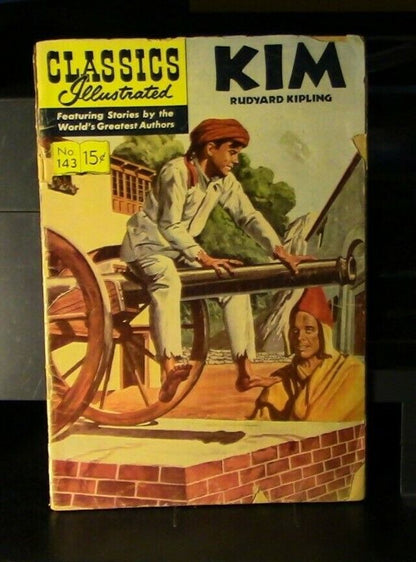 CLASSICS
Illustrated
Featuring Stories by the
World's Greatest Authors
No.
143
15¢
KIM
RUDYARD KIPLING